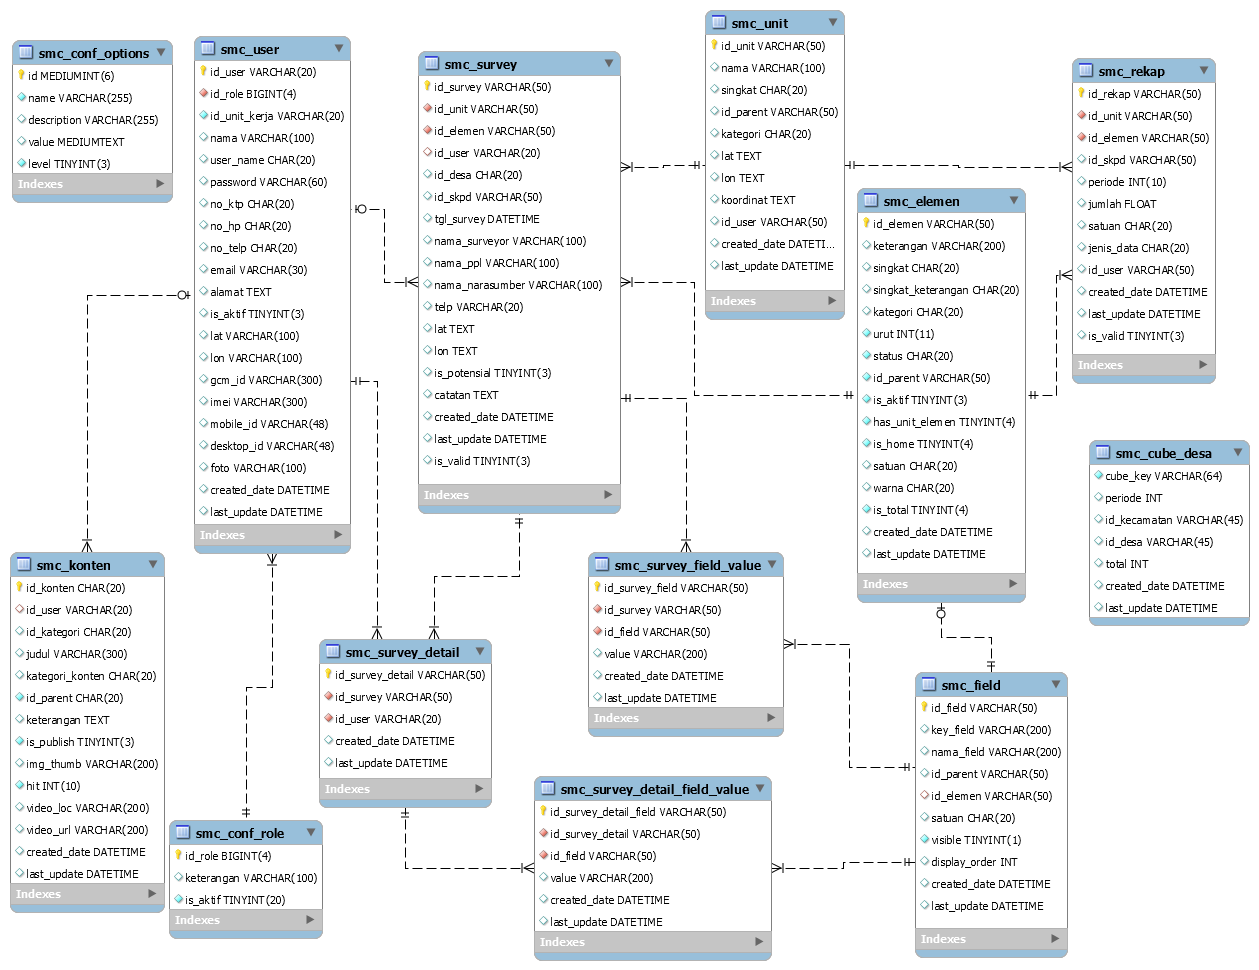 smc_conf_options
id MEDIUMINT(6)
name VARCHAR(255)
description VARCHAR(255)
value MEDIUMTEXT
level TINYINT(3)
Indexes
smc_user
id_user VARCHAR(20)
id_role BIGINT(4)
id_unit_kerja VARCHAR(20)
nama VARCHAR(100)
user_name CHAR(20)
password VARCHAR(60)
no_ktp CHAR(20)
no_hp CHAR(20)
no_telp CHAR(20)
email VARCHAR(30)
alamat TEXT
is_aktif TINYINT(3)
lat VARCHAR(100)
lon VARCHAR(100)
gcm_id VARCHAR(300)
imei VARCHAR(300)
mobile_id VARCHAR(48)
desktop_id VARCHAR(48)
foto VARCHAR(100)
created_date DATETIME
last_update DATETIME
Indexes
smc_survey
id_survey VARCHAR(50)
id_unit VARCHAR(50)
id_elemen VARCHAR(50)
id_user VARCHAR(20)
id_desa CHAR(20)
id_skpd VARCHAR(50)
tgl_survey DATETIME
nama_surveyor VARCHAR(100)
nama_ppl VARCHAR(100)
nama_narasumber VARCHAR(100)
telp VARCHAR(20)
lat TEXT
lon TEXT
is_potensial TINYINT(3)
catatan TEXT
created_date DATETIME
last_update DATETIME
is_valid TINYINT(3)
Indexes
smc_unit
id_unit VARCHAR(50)
nama VARCHAR(100)
singkat CHAR(20)
id_parent VARCHAR(50)
kategori CHAR(20)
lat TEXT
lon TEXT
koordinat TEXT
id_user VARCHAR(50)
created_date DATETI...
last_update DATETIME
Indexes
smc_rekap
id_rekap VARCHAR(50)
id_unit VARCHAR(50)
id_elemen VARCHAR(50)
id_skpd VARCHAR(50)
periode INT(10)
jumlah FLOAT
satuan CHAR(20)
jenis_data CHAR(20)
id_user VARCHAR(50)
created_date DATETIME
last_update DATETIME
is_valid TINYINT(3)
Indexes
smc_elemen
id_elemen VARCHAR(50)
keterangan VARCHAR(200)
singkat CHAR(20)
singkat_keterangan CHAR(20)
kategori CHAR(20)
urut INT(11)
status CHAR(20)
id_parent VARCHAR(50)
is_aktif TINYINT(3)
has_unit_elemen TINYINT(4)
is_home TINYINT(4)
satuan CHAR(20)
warna CHAR(20)
is_total TINYINT(4)
created_date DATETIME
last_update DATETIME
Indexes
smc_cube_desa
cube_key VARCHAR(64)
periode INT
id_kecamatan VARCHAR(45)
id_desa VARCHAR(45)
total INT
created_date DATETIME
last_update DATETIME
Indexes
smc_konten
id_konten CHAR(20)
id_user VARCHAR(20)
id_kategori CHAR(20)
judul VARCHAR(300)
kategori_konten CHAR(20)
id_parent CHAR(20)
keterangan TEXT
is_publish TINYINT(3)
img_thumb VARCHAR(200)
hit INT(10)
video_loc VARCHAR(200)
video_url VARCHAR(200)
created_date DATETIME
last_update DATETIME
Indexes
smc_conf_role
id_role BIGINT(4)
keterangan VARCHAR(100)
is_aktif TINYINT(20)
Indexes
smc_survey_detail
id_survey_detail VARCHAR(50)
id_survey VARCHAR(50)
id_user VARCHAR(20)
created_date DATETIME
last_update DATETIME
Indexes
smc_survey_field_value
id_survey_field VARCHAR(50)
id_survey VARCHAR(50)
id_field VARCHAR(50)
value VARCHAR(200)
created_date DATETIME
last_update DATETIME
Indexes
smc_survey_detail_field_value
id_survey_detail_field VARCHAR(50)
id_survey_detail VARCHAR(50)
id_field VARCHAR(50)
value VARCHAR(200)
created_date DATETIME
last_update DATETIME
Indexes
smc_field
id_field VARCHAR(50)
key_field VARCHAR(200)
nama_field VARCHAR(200)
id_parent VARCHAR(50)
id_elemen VARCHAR(50)
satuan CHAR(20)
visible TINYINT(1)
display_order INT
created_date DATETIME
last_update DATETIME
Indexes